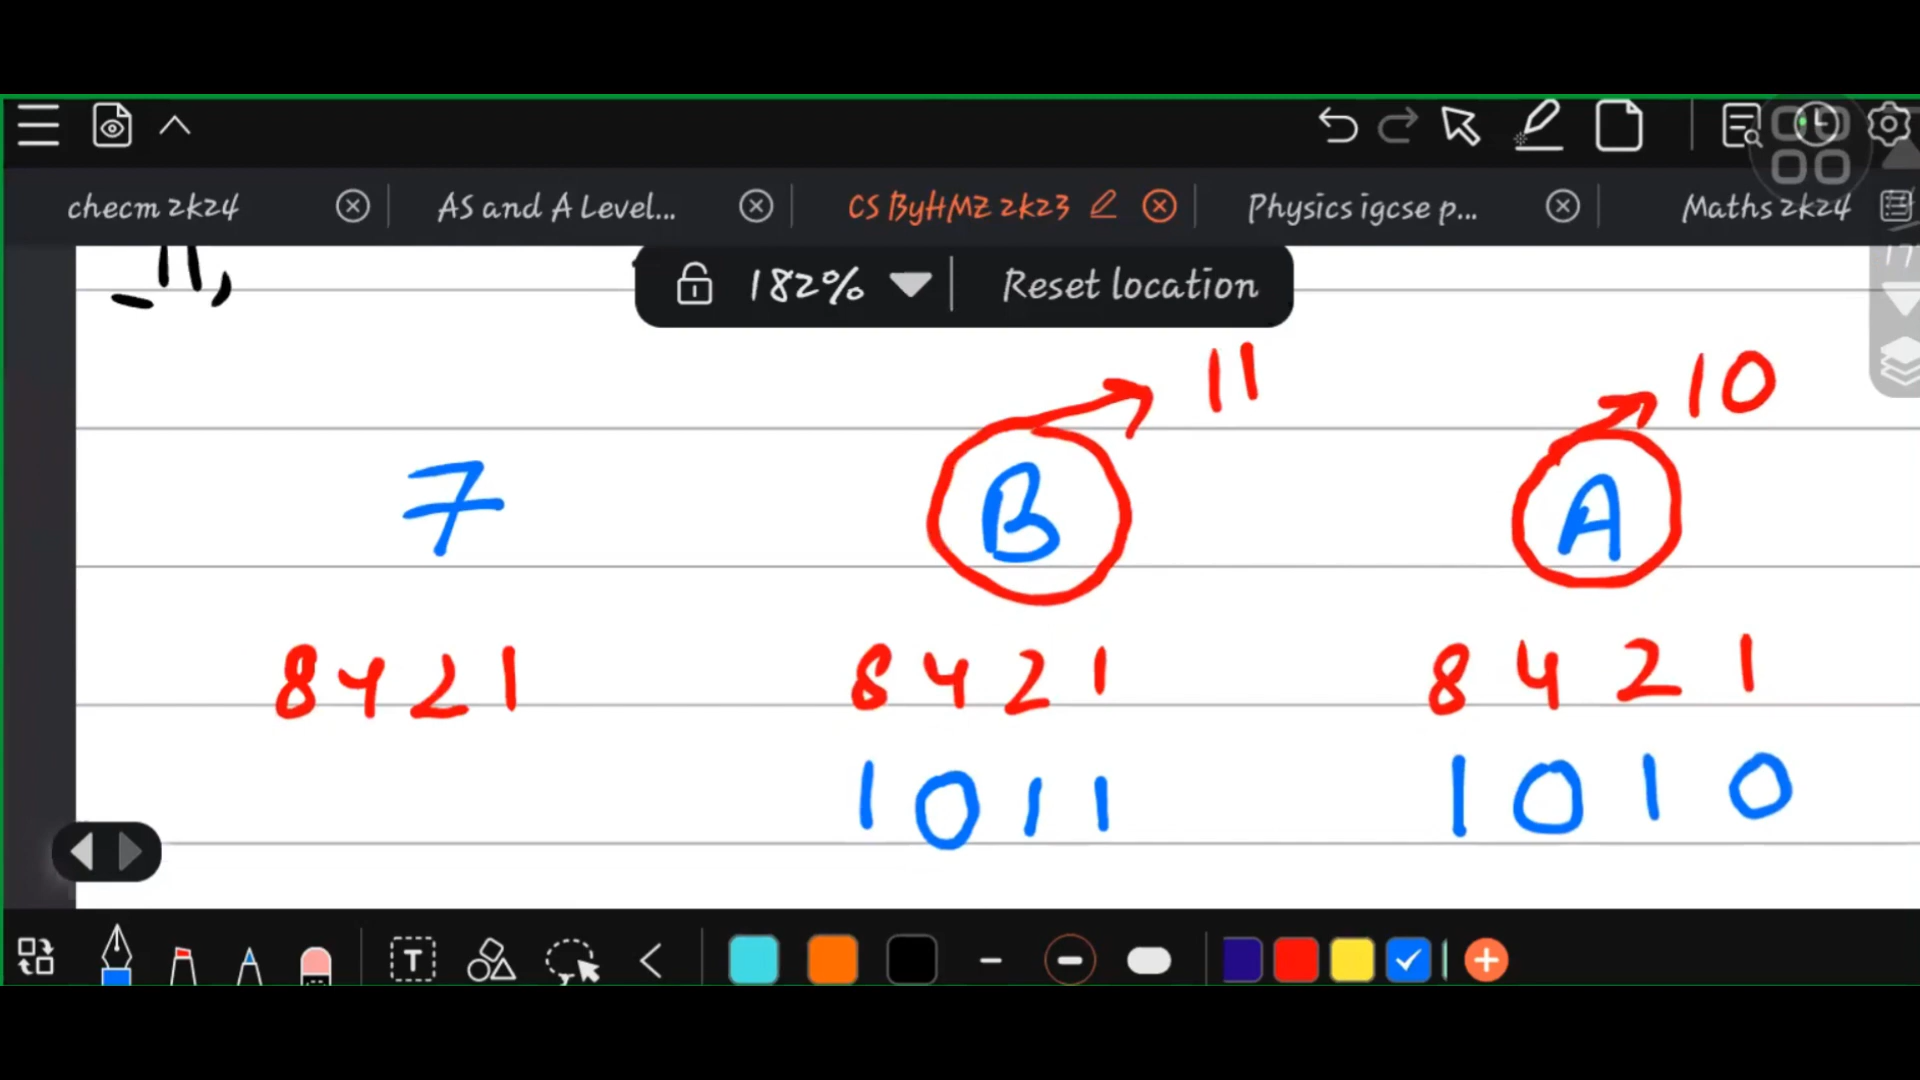 checm 2k24 AS and A Level... CS ByHMZ 2k23 Physics igcse p... Maths 2k24
182% Reset location
11 10
7 B A
8421 8421 8421
1011 1010
T